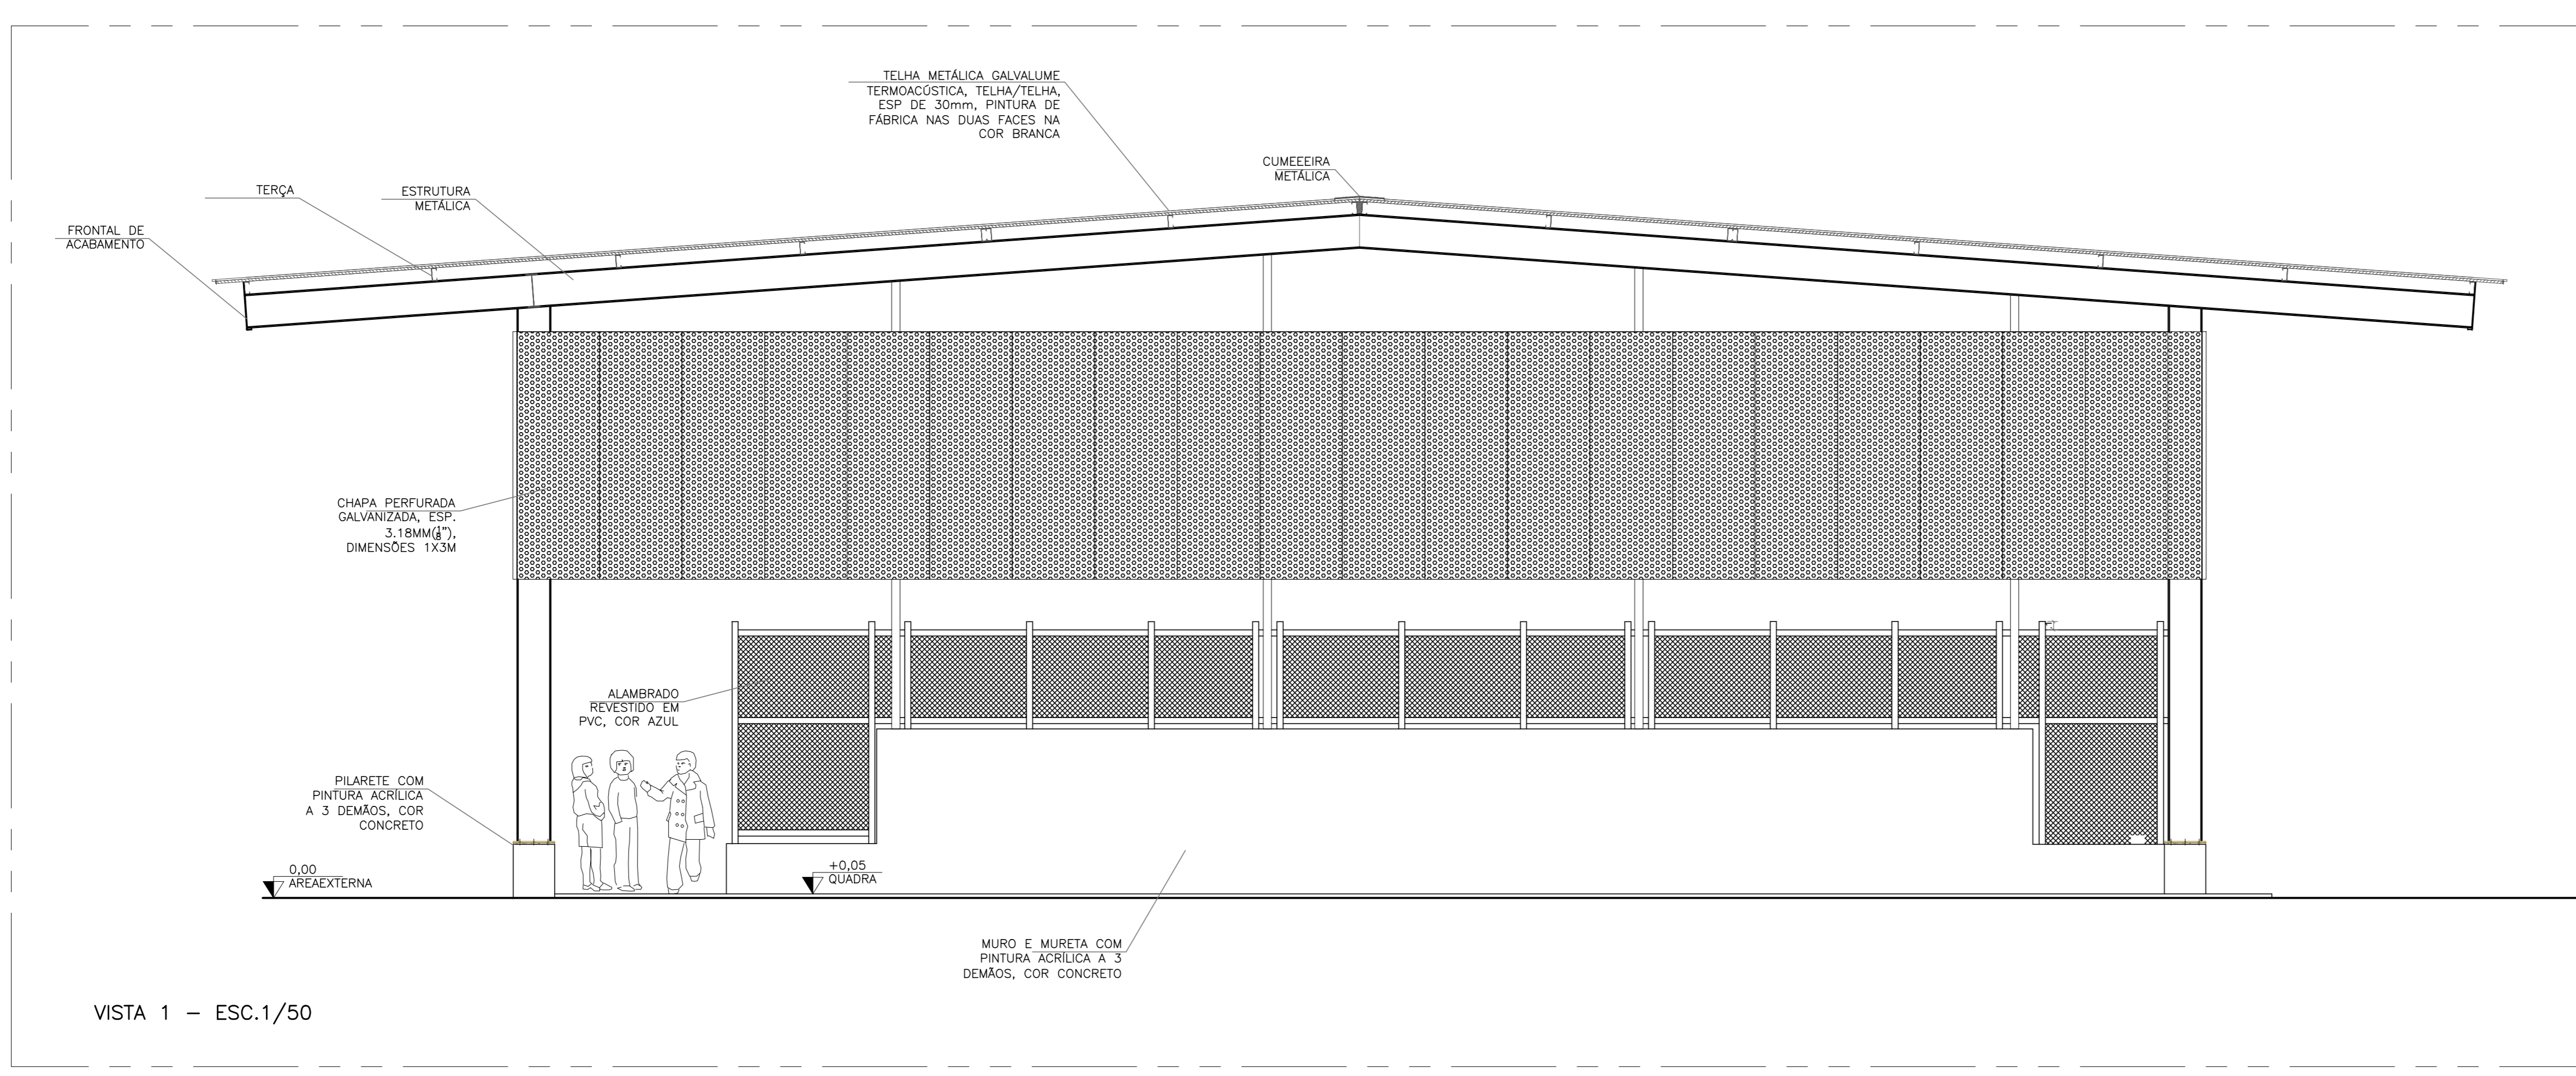 TELHA METÁLICA GALVALUME
TERMOACÚSTICA, TELHA/TELHA,
ESP DE 30mm, PINTURA DE
FÁBRICA NAS DUAS FACES NA
COR BRANCA
CUMEEEIRA
METÁLICA
TERÇA
ESTRUTURA
METÁLICA
FRONTAL DE
ACABAMENTO
CHAPA PERFURADA
GALVANIZADA, ESP.
3.18MM(1/8"),
DIMENSÕES 1X3M
ALAMBRADO
REVESTIDO EM
PVC, COR AZUL
PILARETE COM
PINTURA ACRÍLICA
A 3 DEMÃOS, COR
CONCRETO
0,00
AREAEXTERNA
+0,05
QUADRA
MURO E MURETA COM
PINTURA ACRÍLICA A 3
DEMÃOS, COR CONCRETO
VISTA 1 – ESC.1/50